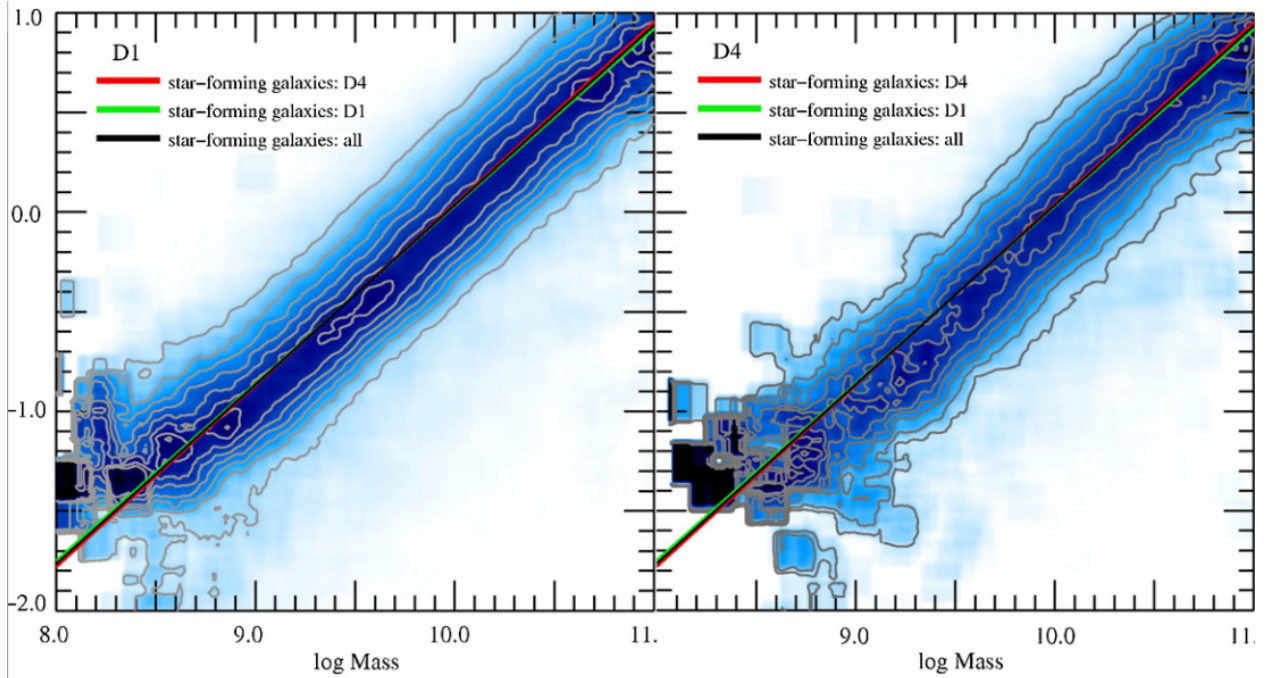 D1
star-forming galaxies: D4
star-forming galaxies: D1
star-forming galaxies: all
1.0
0.0
-1.0
-2.0
8.0 9.0 10.0 11.
log Mass
D4
star-forming galaxies: D4
star-forming galaxies: D1
star-forming galaxies: all
9.0 10.0 11.
log Mass